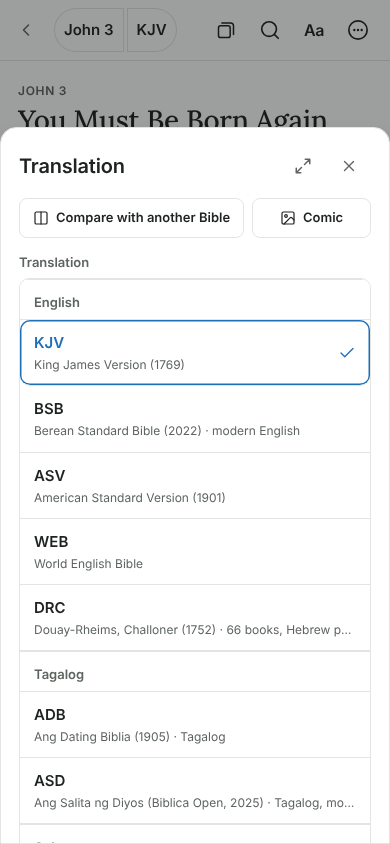 John 3
KJV
Aa
JOHN 3
You Must Be Born Again
Translation
Compare with another Bible
Comic
Translation
English
KJV
King James Version (1769)
BSB
Berean Standard Bible (2022) · modern English
ASV
American Standard Version (1901)
WEB
World English Bible
DRC
Douay-Rheims, Challoner (1752) · 66 books, Hebrew p...
Tagalog
ADB
Ang Dating Biblia (1905) · Tagalog
ASD
Ang Salita ng Diyos (Biblica Open, 2025) · Tagalog, mo...